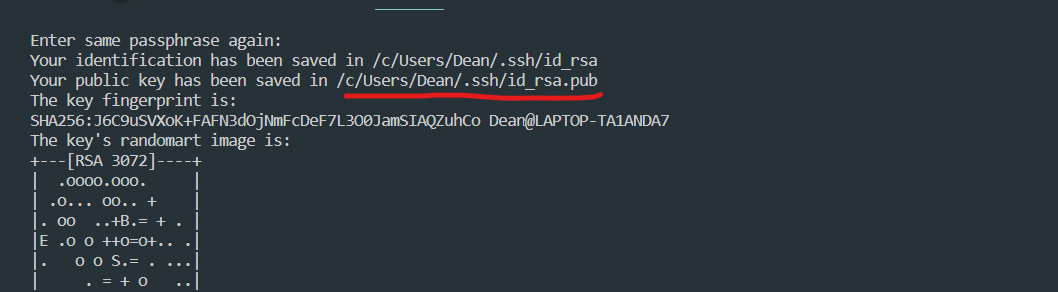 Enter same passphrase again:
Your identification has been saved in /c/Users/Dean/.ssh/id_rsa
Your public key has been saved in /c/Users/Dean/.ssh/id_rsa.pub
The key fingerprint is:
SHA256:J6C9uSVXoK+FAFN3dOjNmFcDeF7L3O0JamSIAQZuhCo Dean@LAPTOP-TA1ANDA7
The key's randomart image is:
+---[RSA 3072]----+
|  .oooo.ooo.     |
| .o... oo.. +    |
|. oo  ..+B.= + . |
|E .o o ++o=o+.. .|
|.   o o S.= . ...|
|     . = + o   ..|